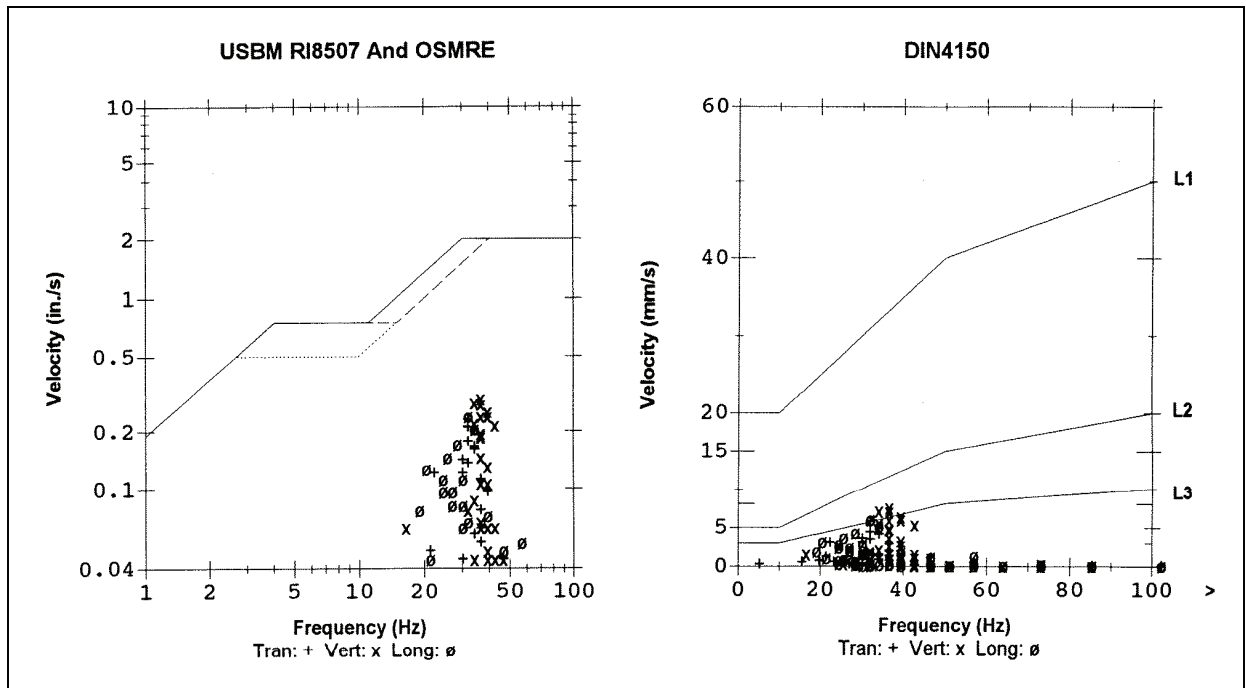 USBM RI8507 And OSMRE
10
5
2
1
0.5
0.2
0.1
0.04
Velocity (in./s)
1 2 5 10 20 50 100
Frequency (Hz)
Tran: + Vert: x Long: ø
DIN4150
60
40
20
15
5
0
Velocity (mm/s)
L1
L2
L3
0 20 40 60 80 100 >
Frequency (Hz)
Tran: + Vert: x Long: ø